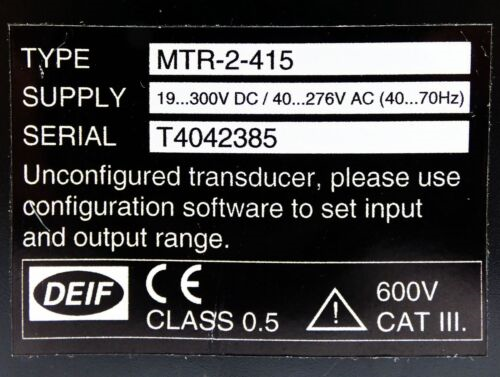 TYPE MTR-2-415
SUPPLY 19...300V DC / 40...276V AC (40...70Hz)
SERIAL T4042385
Unconfigured transducer, please use
configuration software to set input
and output range.
DEIF CE 600V
CLASS 0.5 ! CAT III.